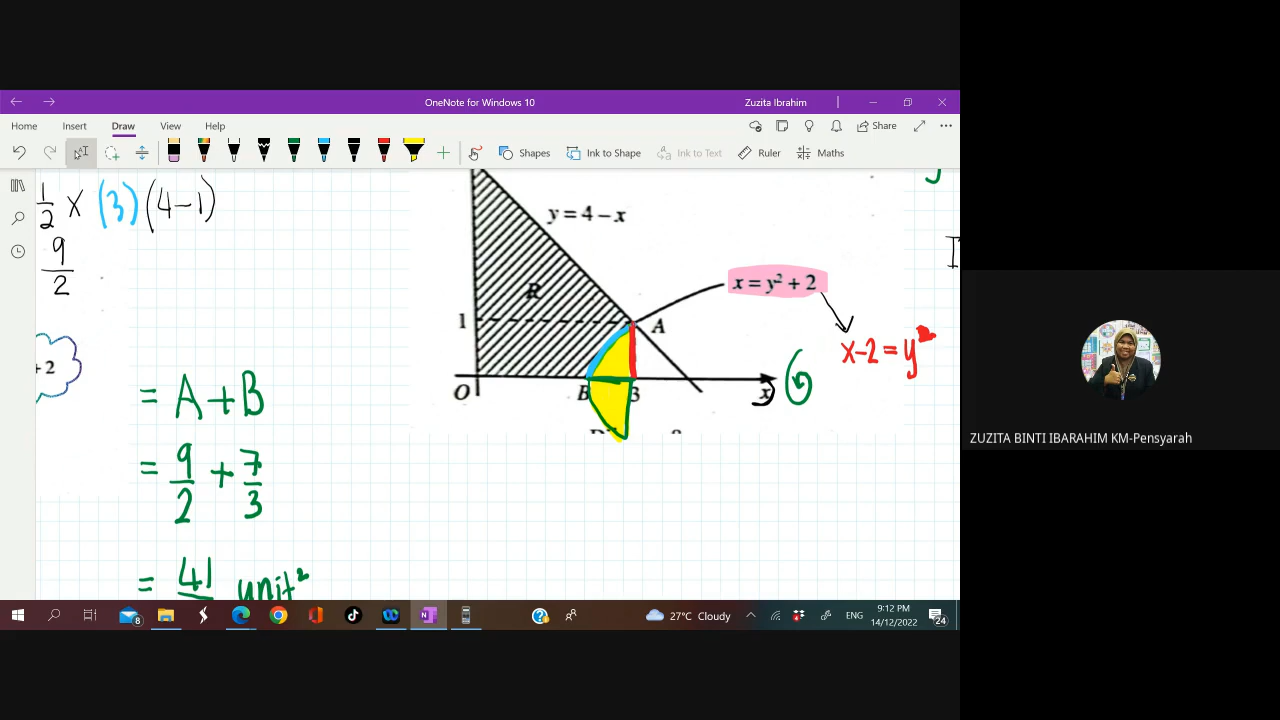 OneNote for Windows 10
Zuzita Ibrahim
Home Insert Draw View Help
Share
Shapes
Ink to Shape
Ink to Text
Ruler
Maths
1/2 × (3) (4-1)
9/2
+ 2
= A + B
= 9/2 + 7/3
= 41 unit²
y = 4 – x
x = y² + 2
x-2 = y²
R
1
A
O
B
3
x
ZUZITA BINTI IBARAHIM KM-Pensyarah
8
27°C Cloudy
ENG
9:12 PM
14/12/2022
24